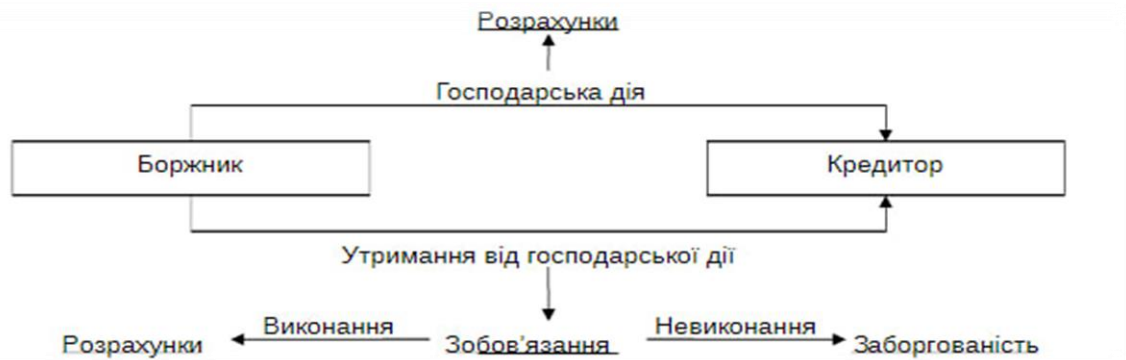 Розрахунки
Господарська дія
Боржник Кредитор
Утримання від господарської дії
Виконання Невиконання
Розрахунки Зобов'язання Заборгованість